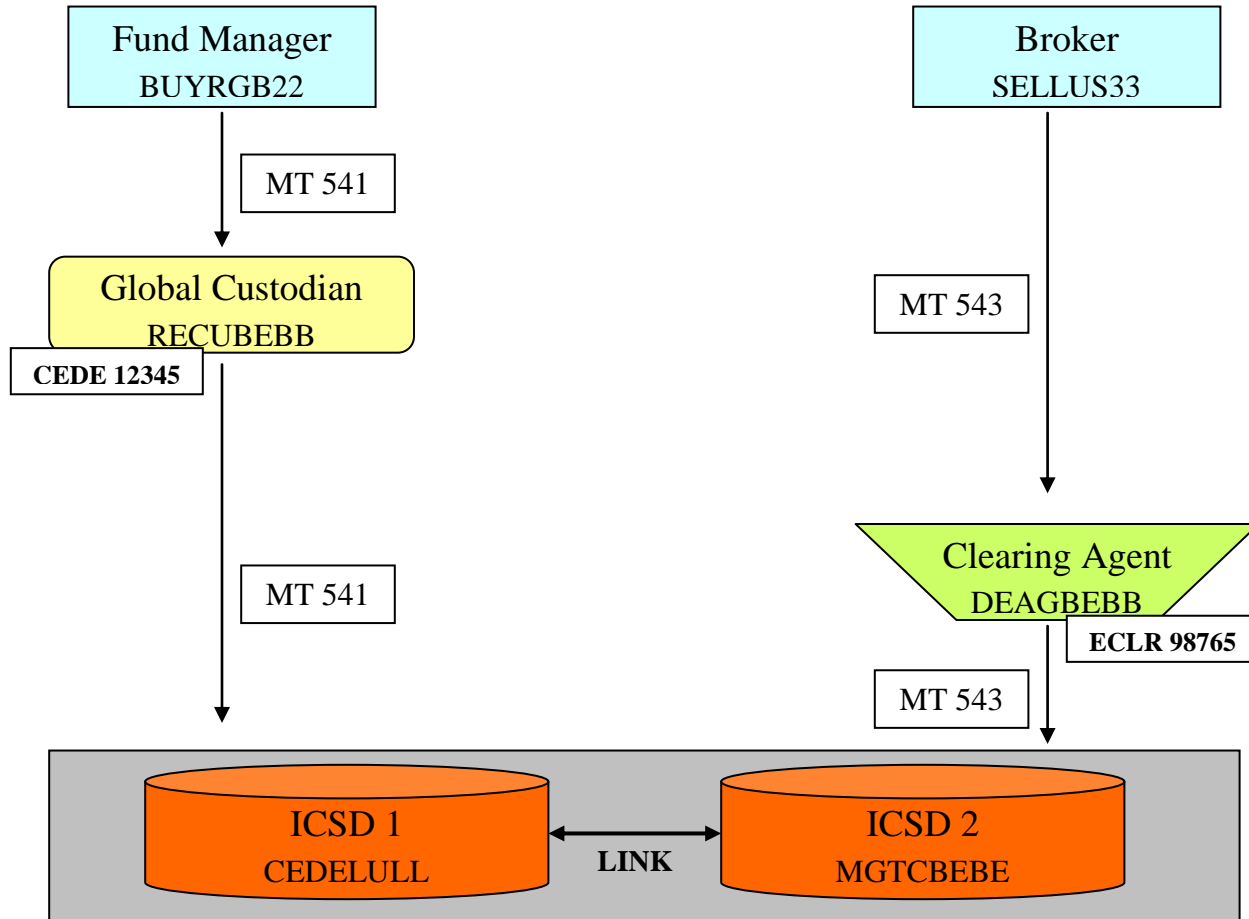 Fund Manager
BUYRGB22
Broker
SELLUS33
MT 541
Global Custodian
RECUBEBB
CEDE 12345
MT 543
MT 541
Clearing Agent
DEAGBEBB
ECLR 98765
MT 543
ICSD 1
CEDELULL
LINK
ICSD 2
MGTCBEBE